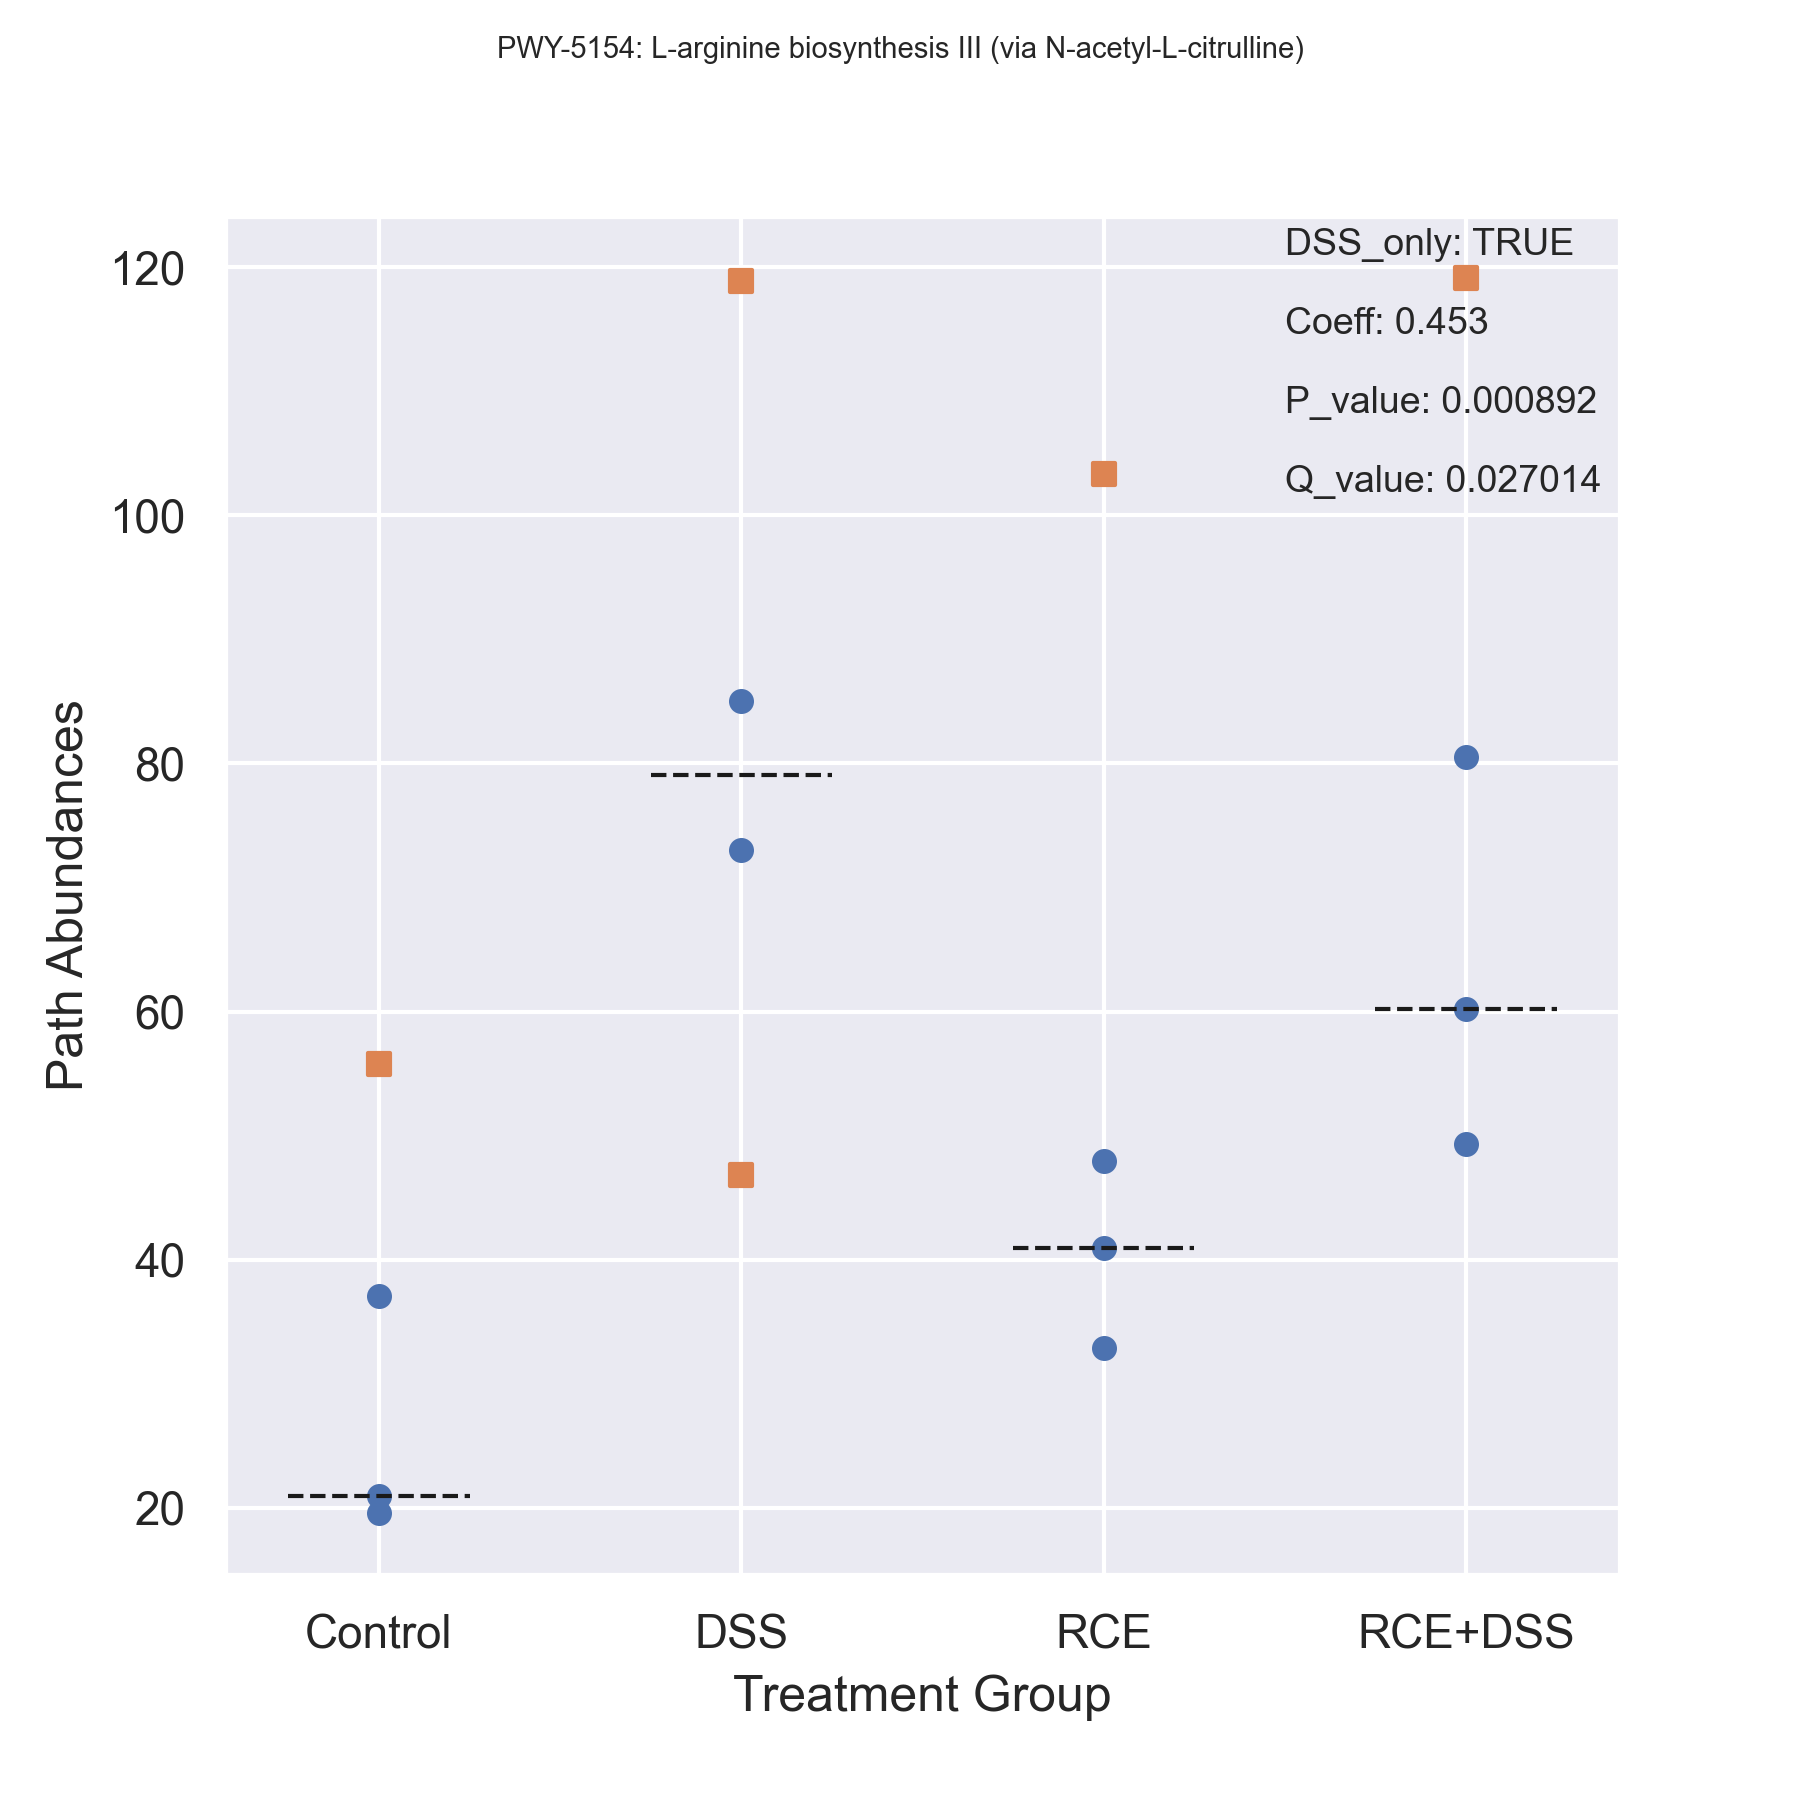 PWY-5154: L-arginine biosynthesis III (via N-acetyl-L-citrulline)
DSS_only: TRUE
Coeff: 0.453
P_value: 0.000892
Q_value: 0.027014
120
100
80
60
40
20
Path Abundances
Control
DSS
RCE
RCE+DSS
Treatment Group